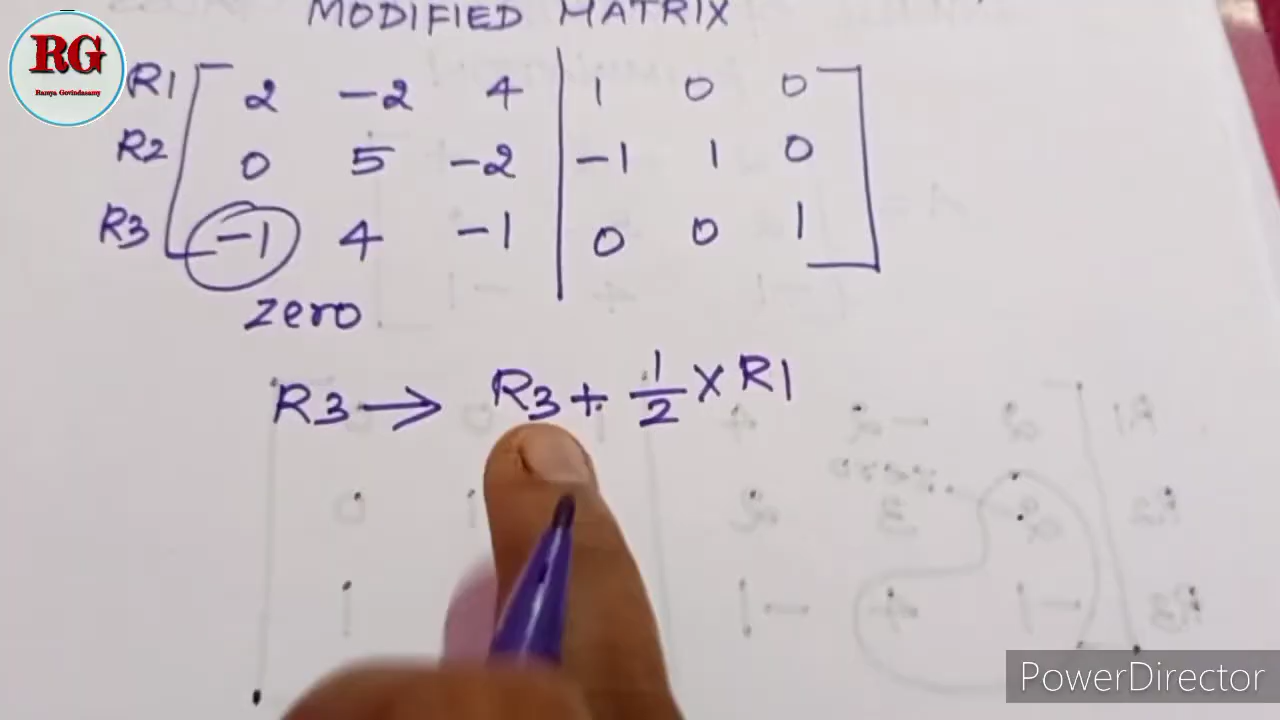 MODIFIED MATRIX
RG
Ramya Govindasamy
R1 2 -2 4 1 0 0
R2 0 5 -2 -1 1 0
R3 -1 4 -1 0 0 1
zero
R3 → R3 + 1/2 × R1
PowerDirector